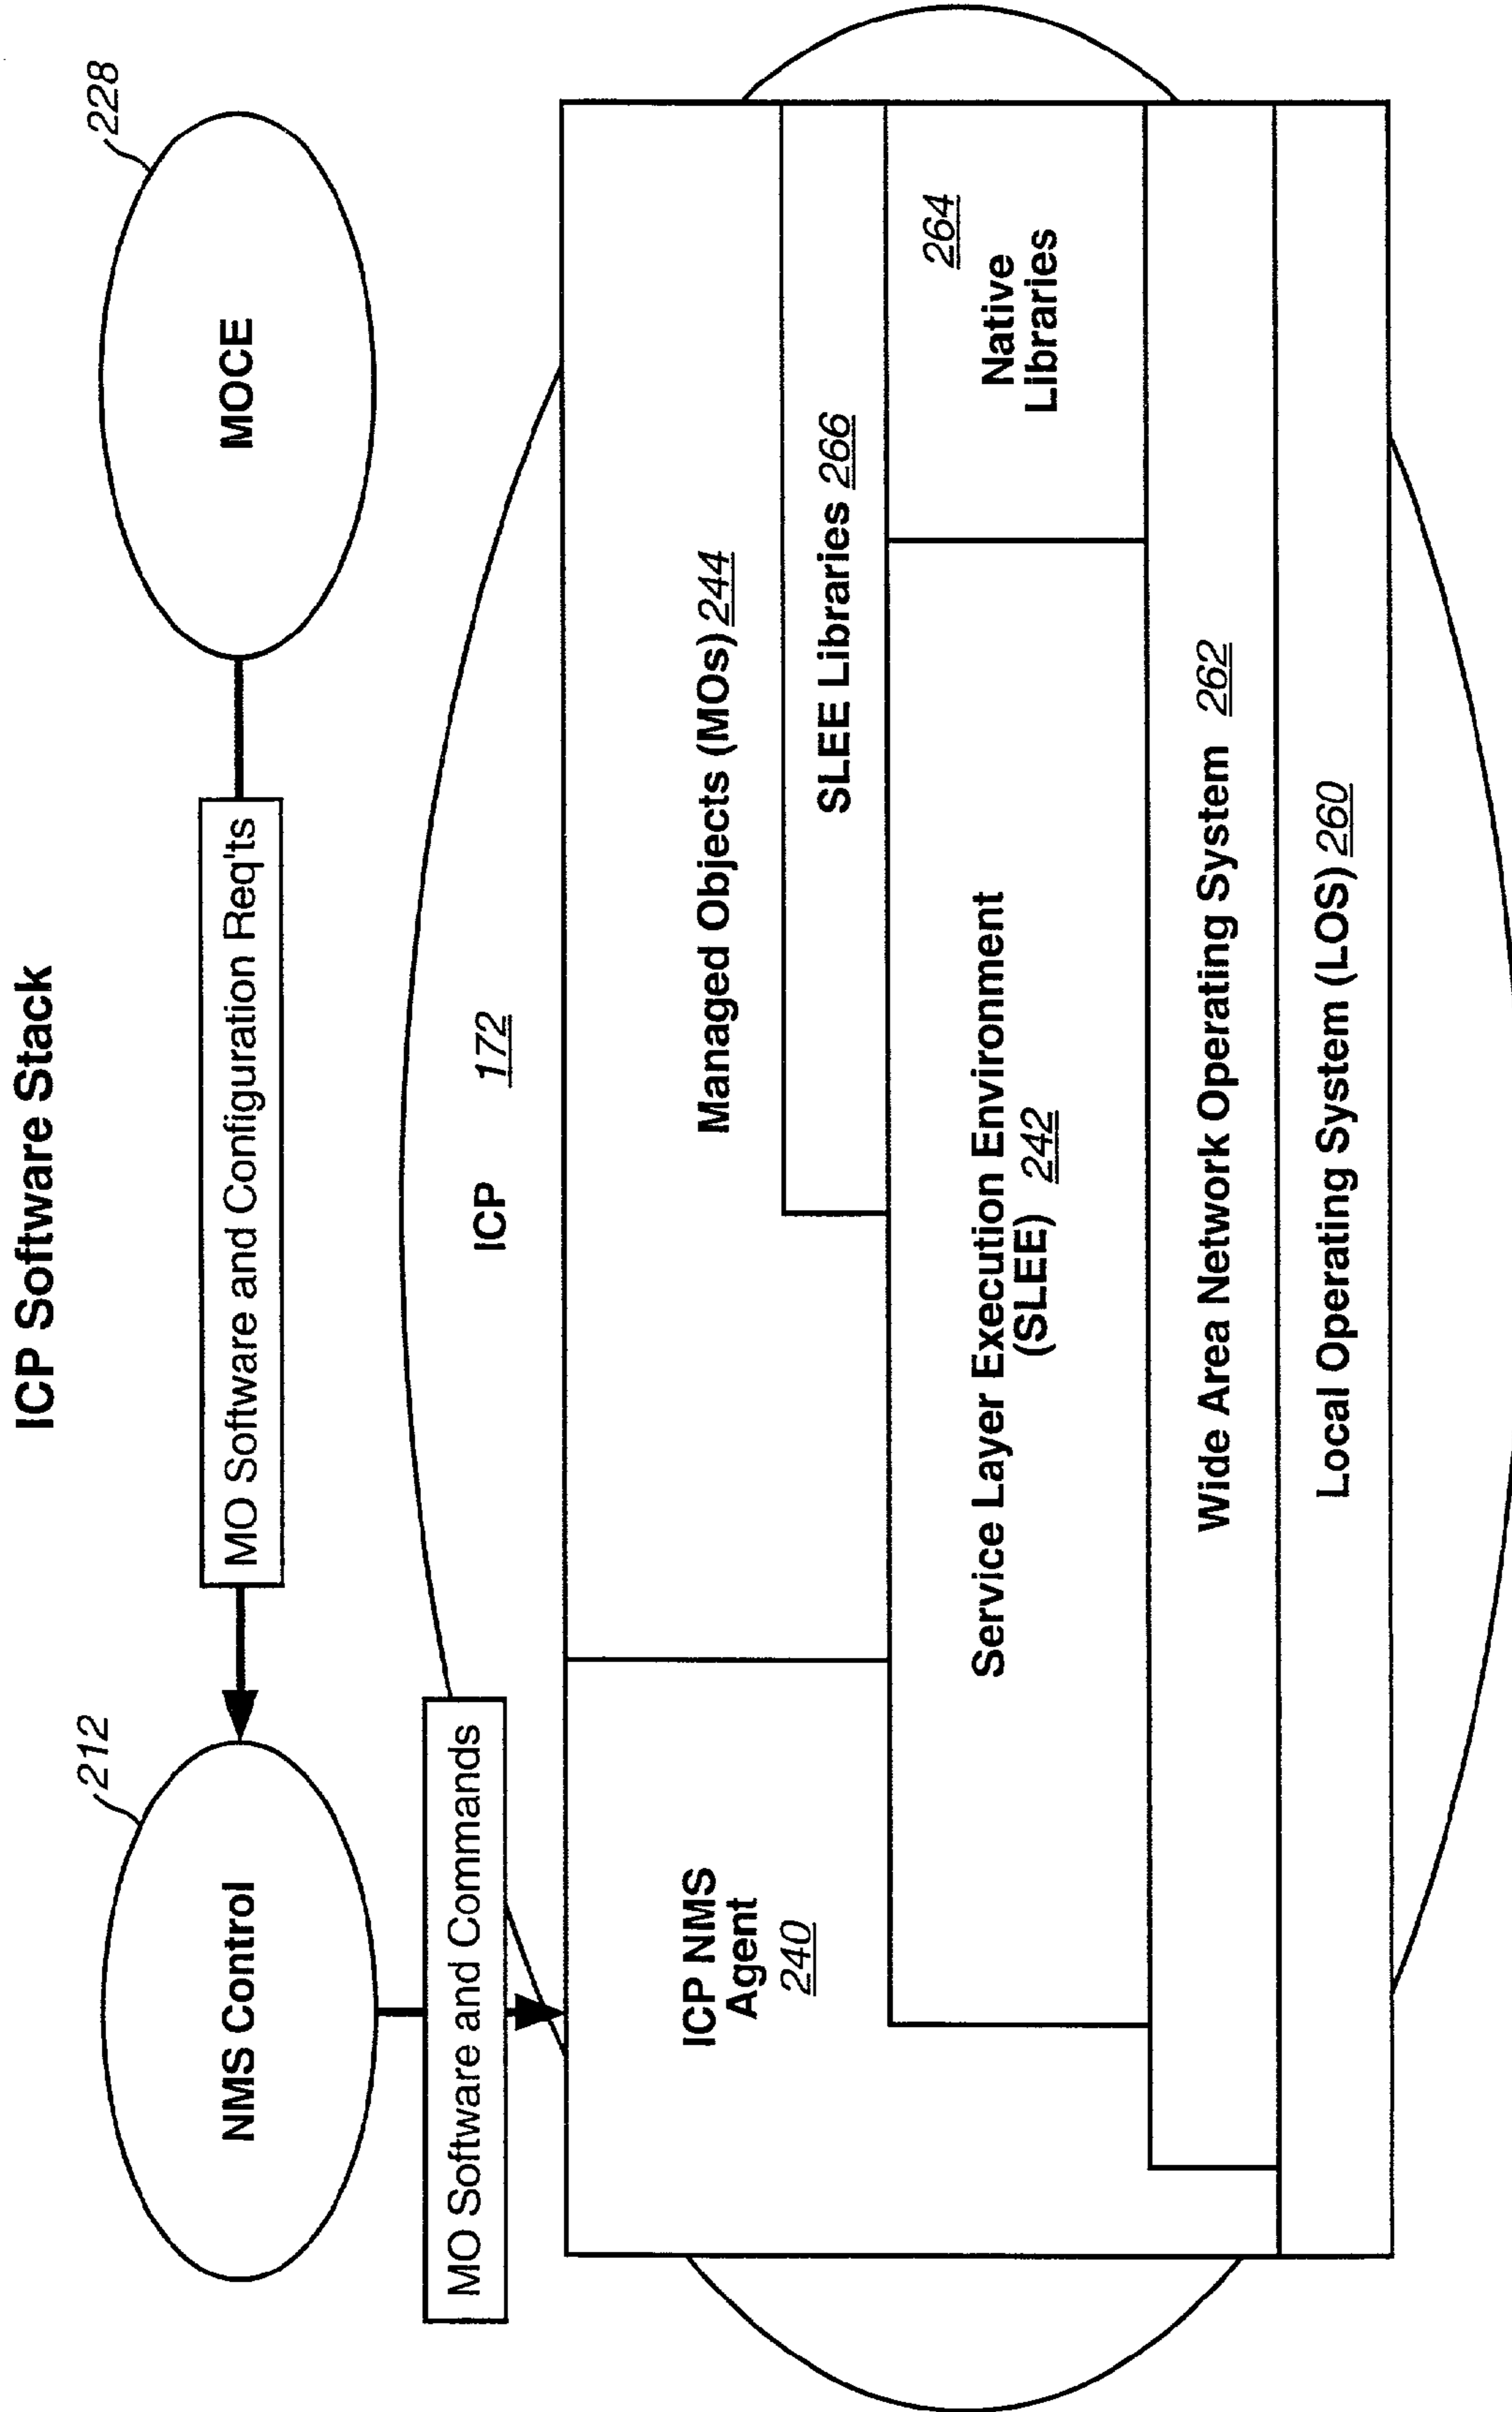 ICP Software Stack
212
228
NMS Control
MO Software and Configuration Req'ts
MOCE
MO Software and Commands
ICP 172
ICP NMS
Agent
240
Managed Objects (MOs) 244
SLEE Libraries 266
Service Layer Execution Environment
(SLEE) 242
264
Native
Libraries
Wide Area Network Operating System 262
Local Operating System (LOS) 260